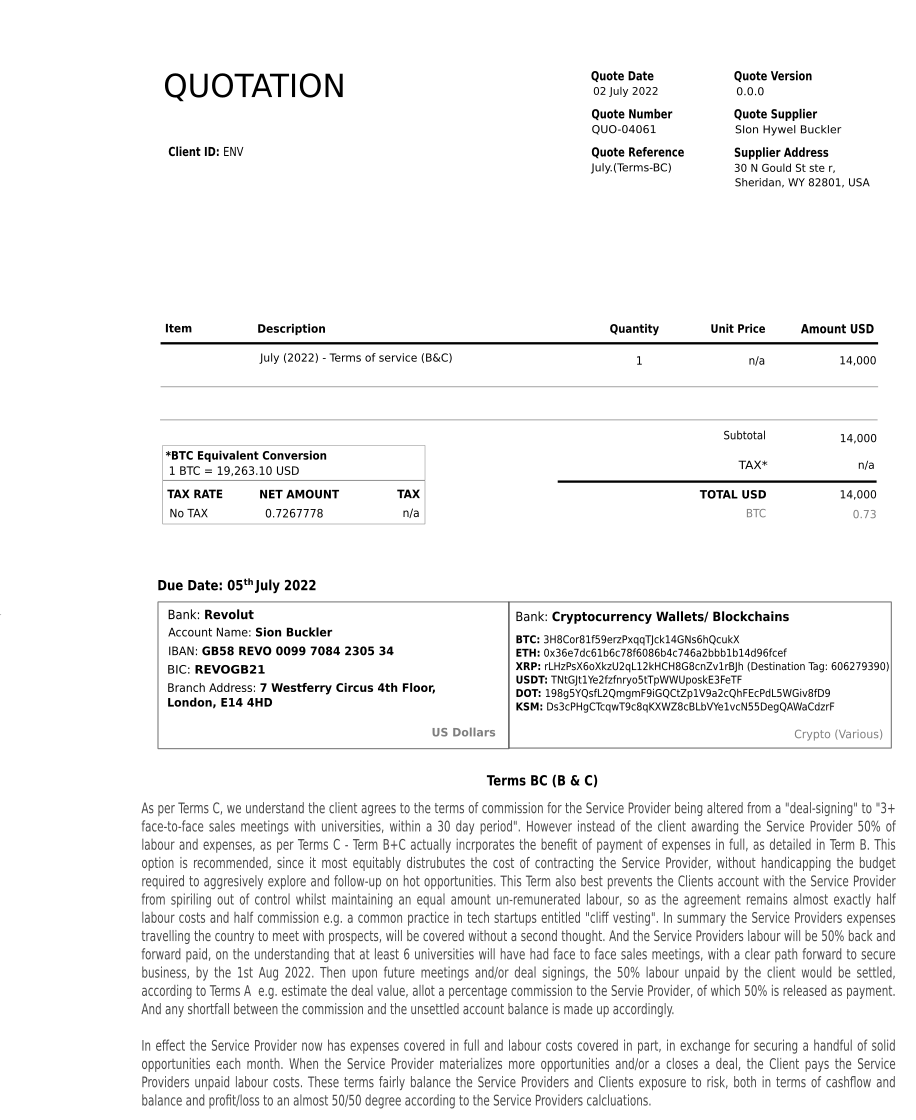 QUOTATION
Client ID: ENV
Quote Date
02 July 2022
Quote Number
QUO-04061
Quote Reference
July.(Terms-BC)
Quote Version
0.0.0
Quote Supplier
SIon Hywel Buckler
Supplier Address
30 N Gould St ste r,
Sheridan, WY 82801, USA
Item Description Quantity Unit Price Amount USD
July (2022) - Terms of service (B&C) 1 n/a 14,000
Subtotal 14,000
TAX* n/a
TOTAL USD 14,000
BTC 0.73
*BTC Equivalent Conversion
1 BTC = 19,263.10 USD
TAX RATE NET AMOUNT TAX
No TAX 0.7267778 n/a
Due Date: 05th July 2022
Bank: Revolut
Account Name: Sion Buckler
IBAN: GB58 REVO 0099 7084 2305 34
BIC: REVOGB21
Branch Address: 7 Westferry Circus 4th Floor,
London, E14 4HD
US Dollars
Bank: Cryptocurrency Wallets/ Blockchains
BTC: 3H8Cor81f59erzPxqqTJck14GNs6hQcukX
ETH: 0x36e7dc61b6c78f6086b4c746a2bbb1b14d96fcef
XRP: rLHzPsX6oXkzU2qL12kHCH8G8cnZv1rBJh (Destination Tag: 606279390)
USDT: TNtGJt1Ye2fzfnryo5tTpWWUposkE3FeTF
DOT: 198g5YQsfL2QmgmF9iGQCtZp1V9a2cQhFEcPdL5WGiv8fD9
KSM: Ds3cPHgCTcqwT9c8qKXWZ8cBLbVYe1vcN55DegQAWaCdzrF
Crypto (Various)
Terms BC (B & C)
As per Terms C, we understand the client agrees to the terms of commission for the Service Provider being altered from a "deal-signing" to "3+
face-to-face sales meetings with universities, within a 30 day period". However instead of the client awarding the Service Provider 50% of
labour and expenses, as per Terms C - Term B+C actually incrporates the benefit of payment of expenses in full, as detailed in Term B. This
option is recommended, since it most equitably distrubutes the cost of contracting the Service Provider, without handicapping the budget
required to aggresively explore and follow-up on hot opportunities. This Term also best prevents the Clients account with the Service Provider
from spiriling out of control whilst maintaining an equal amount un-remunerated labour, so as the agreement remains almost exactly half
labour costs and half commission e.g. a common practice in tech startups entitled "cliff vesting". In summary the Service Providers expenses
travelling the country to meet with prospects, will be covered without a second thought. And the Service Providers labour will be 50% back and
forward paid, on the understanding that at least 6 universities will have had face to face sales meetings, with a clear path forward to secure
business, by the 1st Aug 2022. Then upon future meetings and/or deal signings, the 50% labour unpaid by the client would be settled,
according to Terms A e.g. estimate the deal value, allot a percentage commission to the Servie Provider, of which 50% is released as payment.
And any shortfall between the commission and the unsettled account balance is made up accordingly.
In effect the Service Provider now has expenses covered in full and labour costs covered in part, in exchange for securing a handful of solid
opportunities each month. When the Service Provider materializes more opportunities and/or a closes a deal, the Client pays the Service
Providers unpaid labour costs. These terms fairly balance the Service Providers and Clients exposure to risk, both in terms of cashflow and
balance and profit/loss to an almost 50/50 degree according to the Service Providers calcluations.